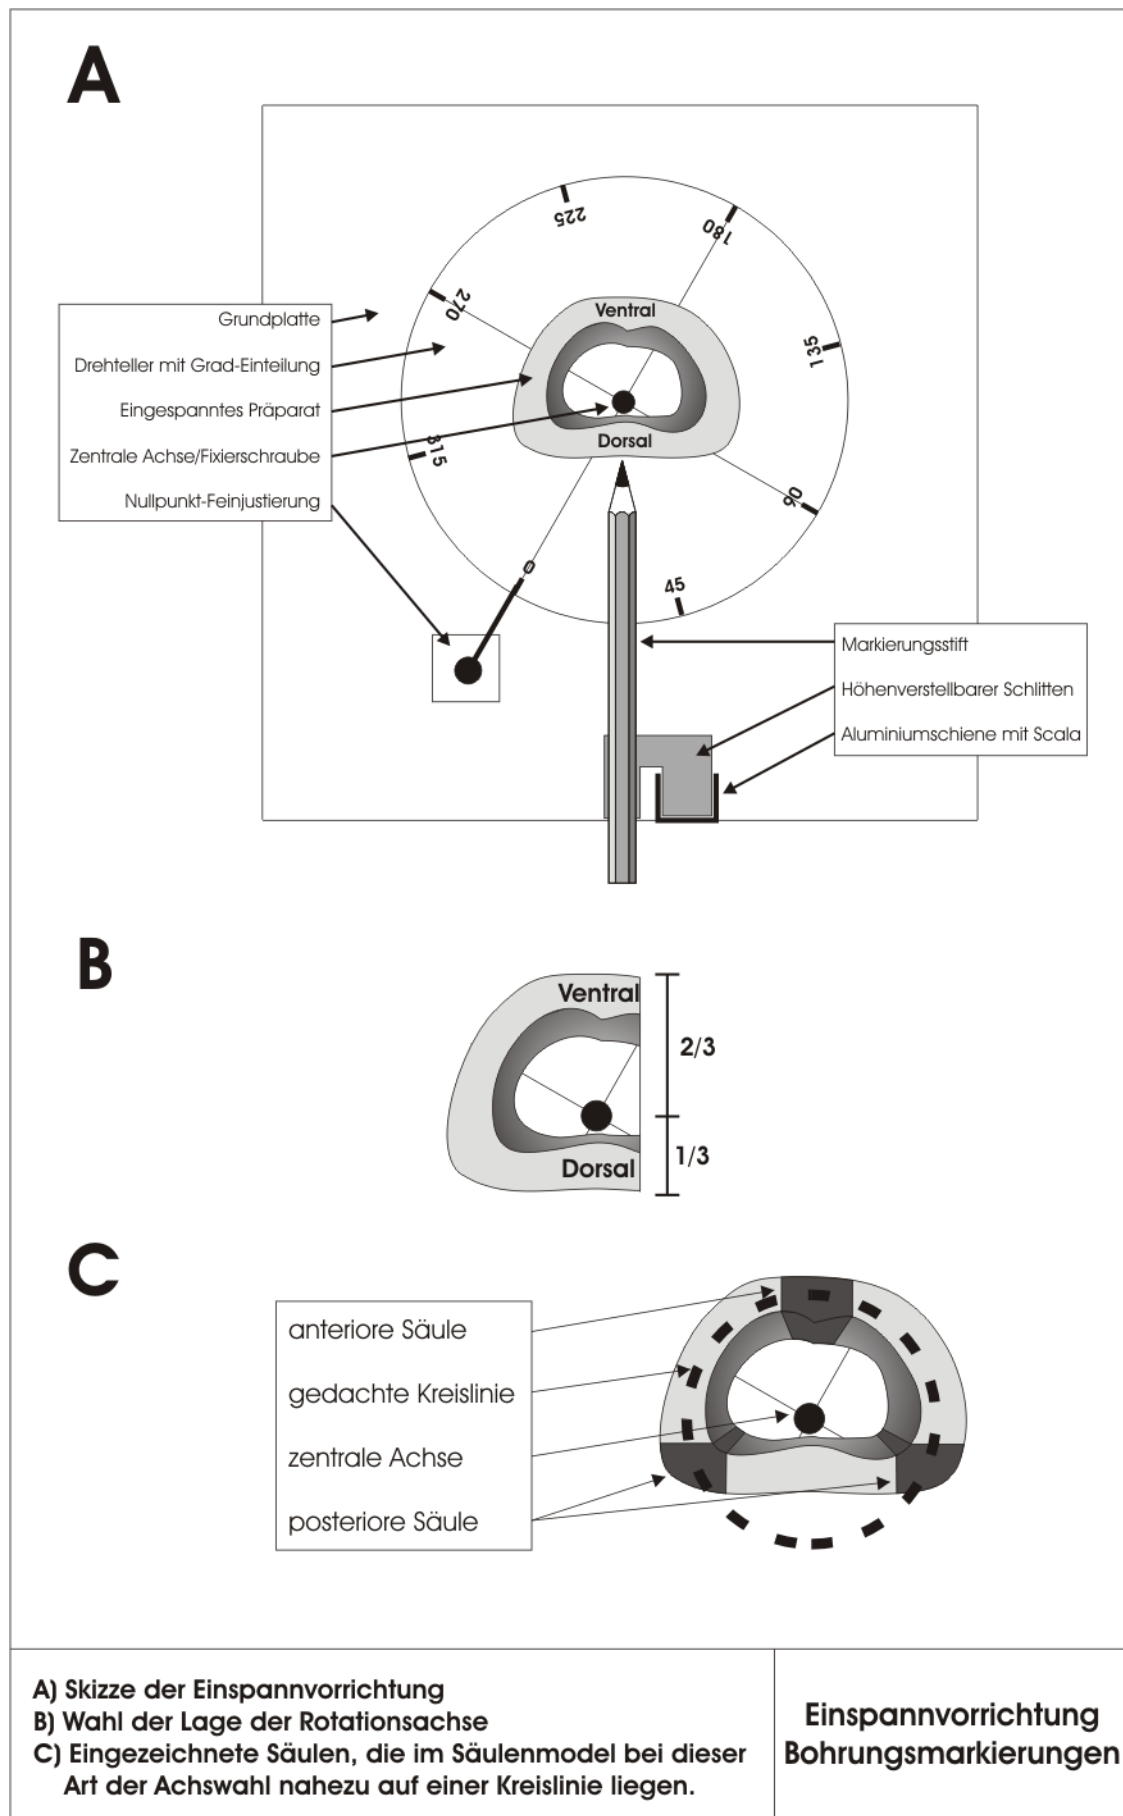 A
225
180
270
Ventral
135
Grundplatte
Drehteller mit Grad-Einteilung
Eingespanntes Präparat
Zentrale Achse/Fixierschraube
Nullpunkt-Feinjustierung
315
Dorsal
90
0
45
Markierungsstift
Höhenverstellbarer Schlitten
Aluminiumschiene mit Scala
B
Ventral
2/3
1/3
Dorsal
C
anteriore Säule
gedachte Kreislinie
zentrale Achse
posteriore Säule
A) Skizze der Einspannvorrichtung
B) Wahl der Lage der Rotationsachse
C) Eingezeichnete Säulen, die im Säulenmodel bei dieser
Art der Achswahl nahezu auf einer Kreislinie liegen.
Einspannvorrichtung
Bohrungsmarkierungen